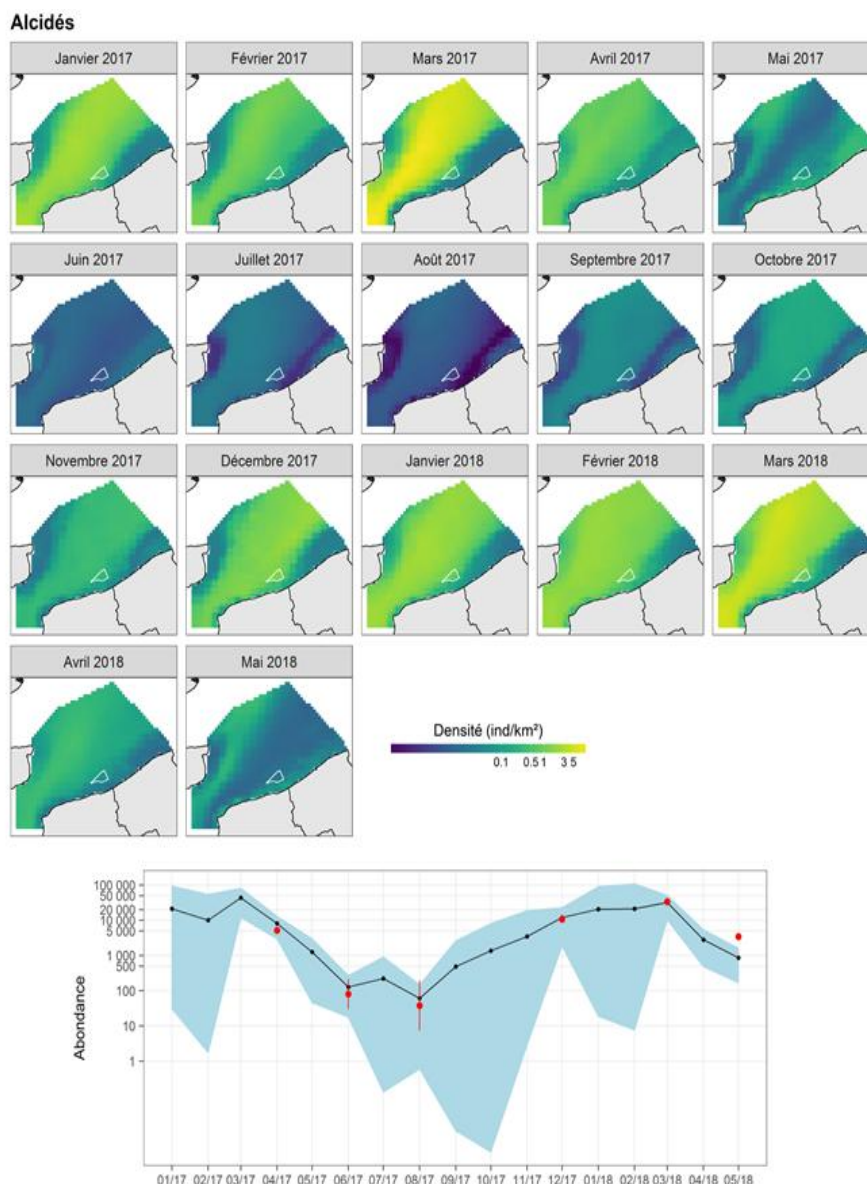 Alcidés
Janvier 2017 Février 2017 Mars 2017 Avril 2017 Mai 2017
Juin 2017 Juillet 2017 Août 2017 Septembre 2017 Octobre 2017
Novembre 2017 Décembre 2017 Janvier 2018 Février 2018 Mars 2018
Avril 2018 Mai 2018
Densité (ind/km²)
0.1 0.5 1 3 5
Abondance
100 000
50 000
20 000
10 000
5 000
1 000
500
100
10
1
01/17 02/17 03/17 04/17 05/17 06/17 07/17 08/17 09/17 10/17 11/17 12/17 01/18 02/18 03/18 04/18 05/18